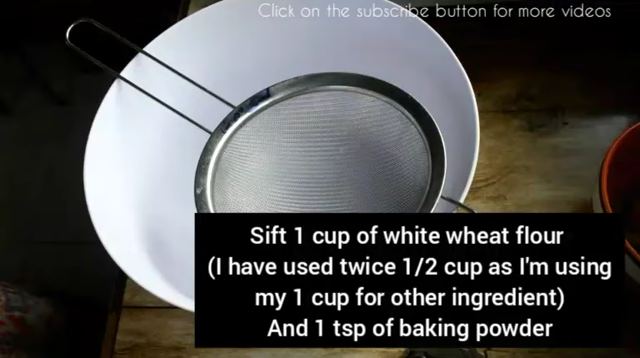 Click on the subscribe button for more videos
Sift 1 cup of white wheat flour
(I have used twice 1/2 cup as I'm using
my 1 cup for other ingredient)
And 1 tsp of baking powder